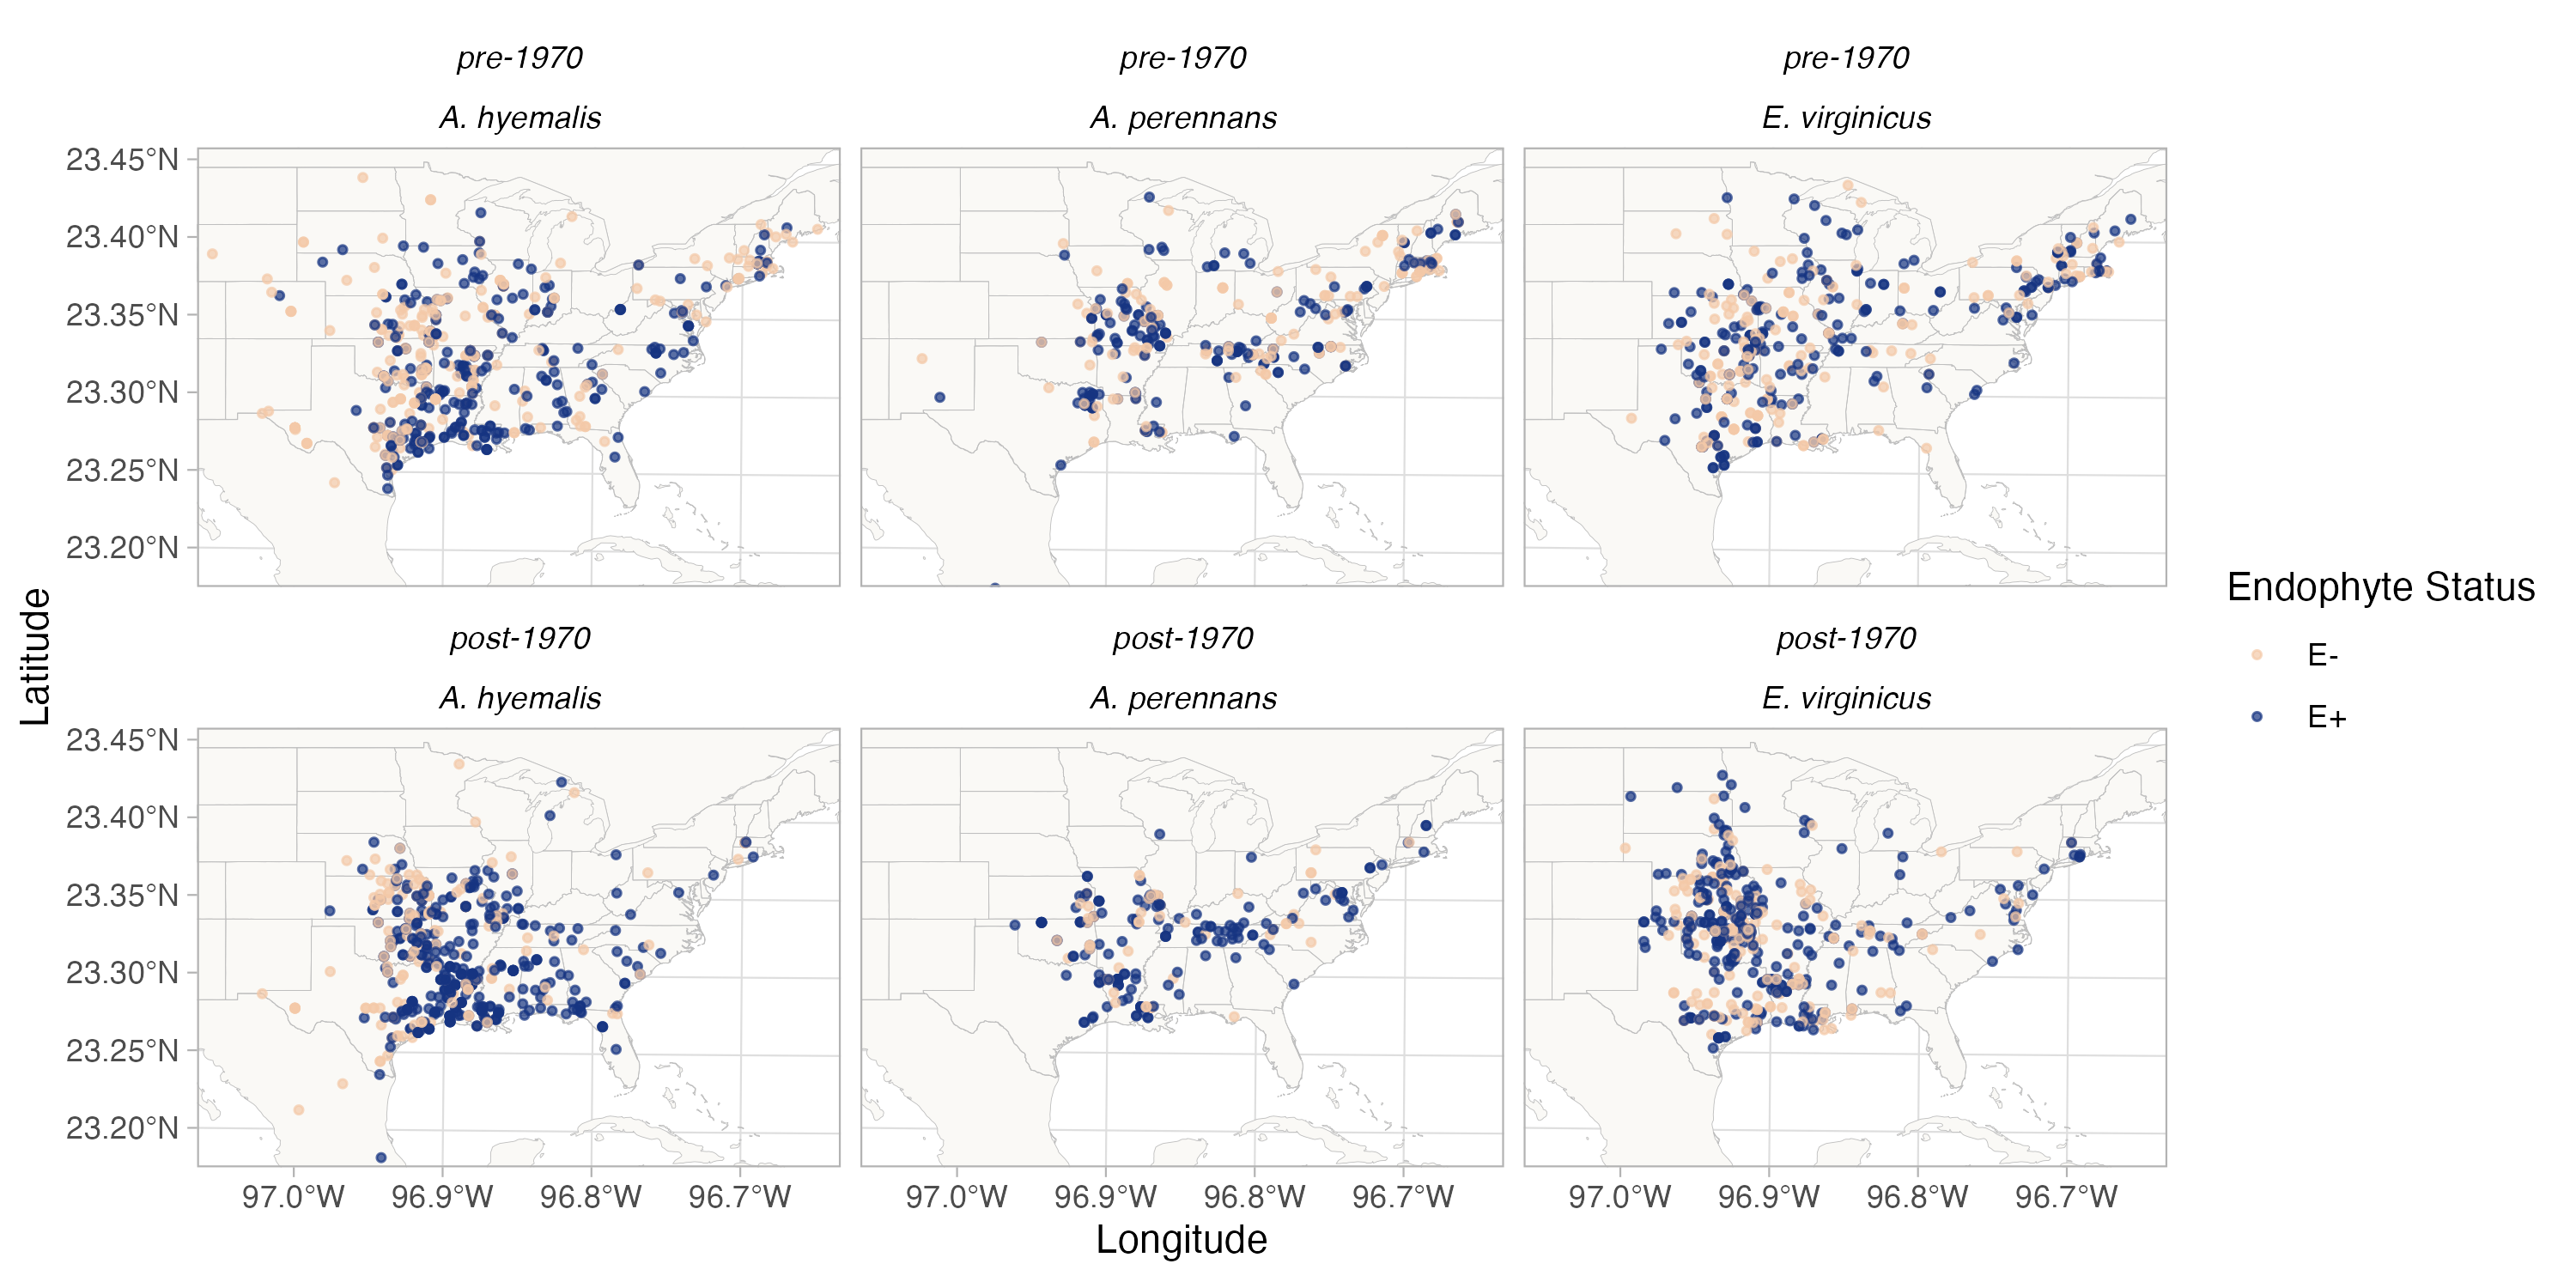 pre-1970
pre-1970
pre-1970
A. hyemalis
A. perennans
E. virginicus
23.45°N
23.40°N
23.35°N
23.30°N
23.25°N
23.20°N
post-1970
post-1970
post-1970
A. hyemalis
A. perennans
E. virginicus
23.45°N
23.40°N
23.35°N
23.30°N
23.25°N
23.20°N
97.0°W 96.9°W 96.8°W 96.7°W
97.0°W 96.9°W 96.8°W 96.7°W
97.0°W 96.9°W 96.8°W 96.7°W
Longitude
Latitude
Endophyte Status
E-
E+